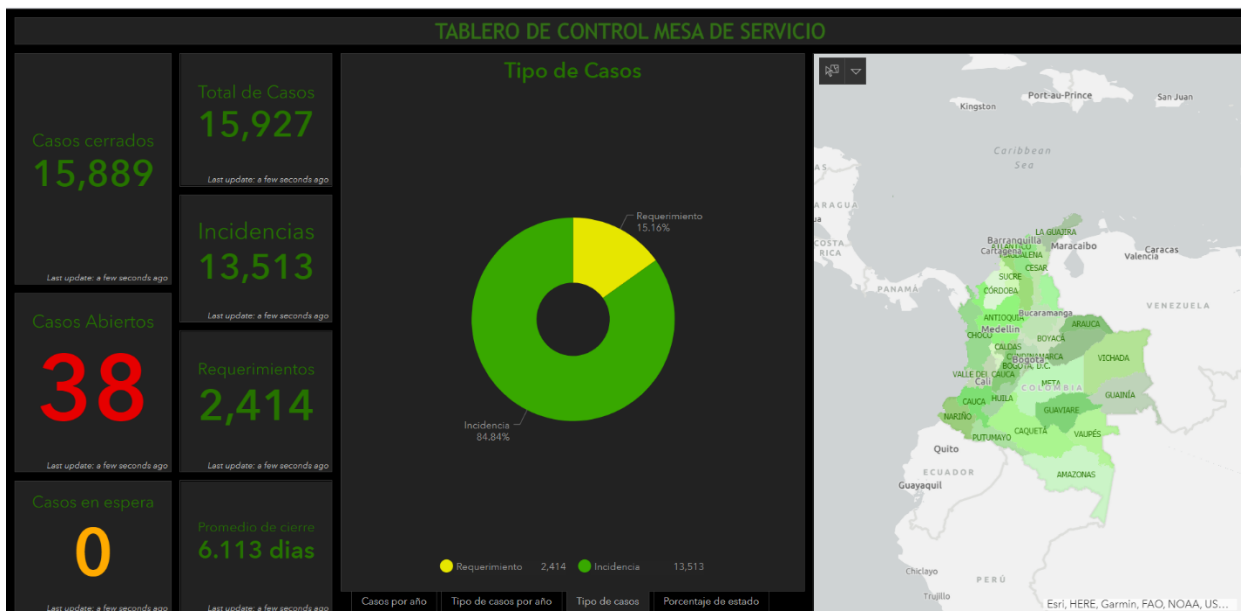 TABLERO DE CONTROL MESA DE SERVICIO
Casos cerrados
15,889
Last update: a few seconds ago
Casos Abiertos
38
Last update: a few seconds ago
Casos en espera
0
Last update: a few seconds ago
Total de Casos
15,927
Last update: a few seconds ago
Incidencias
13,513
Last update: a few seconds ago
Requerimientos
2,414
Last update: a few seconds ago
Promedio de cierre
6.113 dias
Last update: a few seconds ago
Tipo de Casos
Requerimiento
15.16%
Incidencia
84.84%
Requerimiento 2,414 Incidencia 13,513
Casos por año Tipo de casos por año Tipo de casos Porcentaje de estado
Port-au-Prince
San Juan
Kingston
Caribbean
Sea
ARAGUA
ua
COSTA
RICA
PANAMÁ
LA GUAJIRA
Barranquilla
ATLÁNTICO
Cartagena
Maracaibo
Caracas
Valencia
CESAR
SUCRE
CÓRDOBA
VENEZUELA
Bucaramanga
ANTIOQUIA
ARAUCA
Medellin
CHOCÓ
BOYACÁ
CALDAS
VICHADA
Bogotá
BOGOTÁ, D.C.
VALLE DEL CAUCA
Cali
META
COLOMBIA
GUAINÍA
CAUCA
HUILA
GUAVIARE
NARIÑO
CAQUETÁ
VAUPÉS
PUTUMAYO
Quito
ECUADOR
AMAZONAS
Guayaquil
Chiclayo
PERÚ
Trujillo
Esri, HERE, Garmin, FAO, NOAA, US...